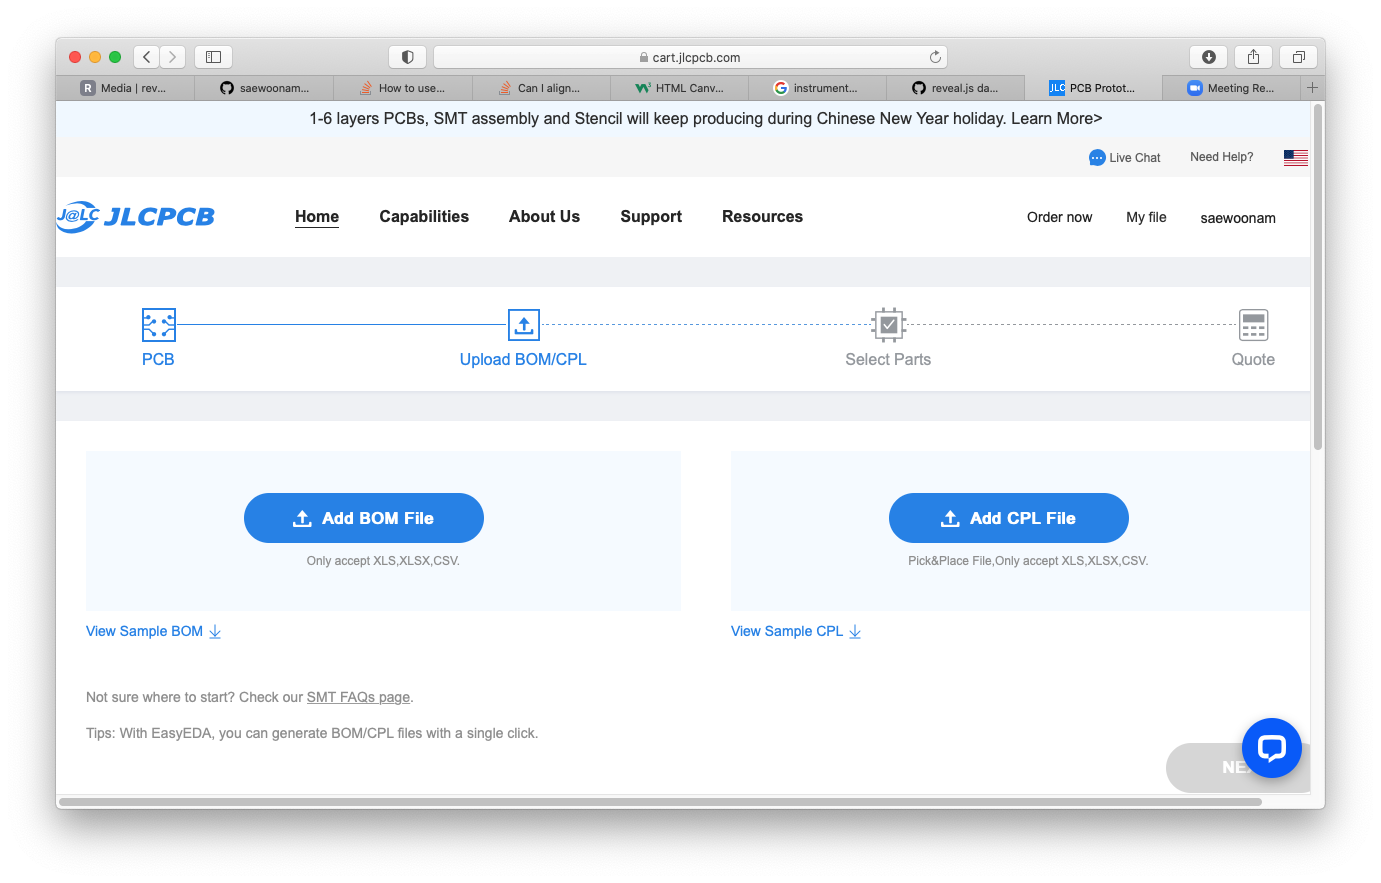 cart.jlcpcb.com
Media | rev...
saewoonam...
How to use...
Can I align...
HTML Canv...
instrument...
reveal.js da...
JLC PCB Protot...
Meeting Re...
1-6 layers PCBs, SMT assembly and Stencil will keep producing during Chinese New Year holiday. Learn More>
Live Chat Need Help?
J@LC JLCPCB Home Capabilities About Us Support Resources Order now My file saewoonam
PCB Upload BOM/CPL Select Parts Quote
Add BOM File
Only accept XLS,XLSX,CSV.
View Sample BOM
Add CPL File
Pick&Place File,Only accept XLS,XLSX,CSV.
View Sample CPL
Not sure where to start? Check our SMT FAQs page.
Tips: With EasyEDA, you can generate BOM/CPL files with a single click.